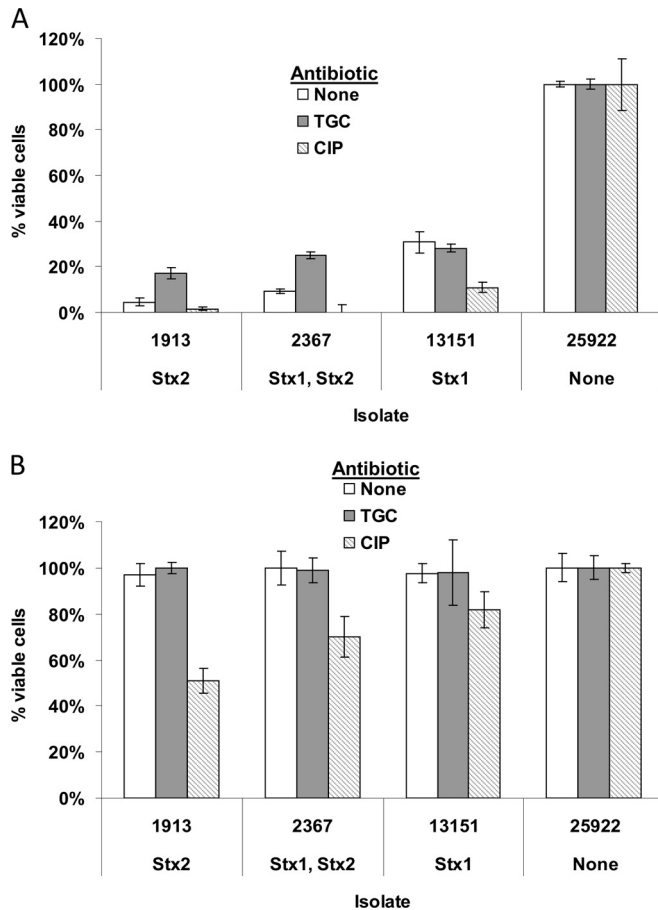 A
120%
100%
80%
60%
40%
20%
0%
% viable cells
Antibiotic
None
TGC
CIP
1913 2367 13151 25922
Stx2 Stx1, Stx2 Stx1 None
Isolate
B
Antibiotic
None
TGC
CIP
120%
100%
80%
60%
40%
20%
0%
% viable cells
1913 2367 13151 25922
Stx2 Stx1, Stx2 Stx1 None
Isolate